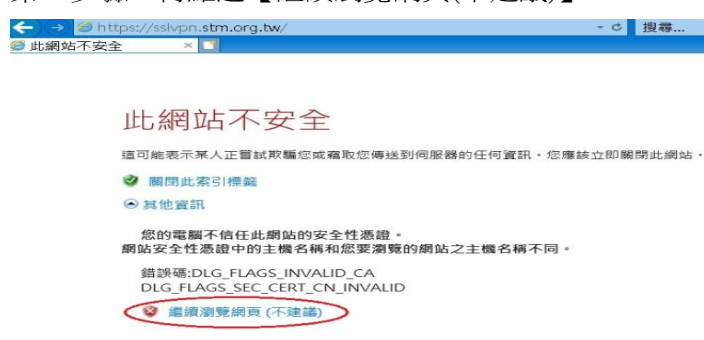 https://sslvpn.stm.org.tw/
搜尋...
此網站不安全
此網站不安全
這可能表示某人正嘗試欺騙您或竊取您傳送到伺服器的任何資訊。您應該立即關閉此網站。
關閉此索引標籤
其他資訊
您的電腦不信任此網站的安全性憑證。
網站安全性憑證中的主機名稱和您要瀏覽的網站之主機名稱不同。
錯誤碼:DLG_FLAGS_INVALID_CA
DLG_FLAGS_SEC_CERT_CN_INVALID
繼續瀏覽網頁 (不建議)